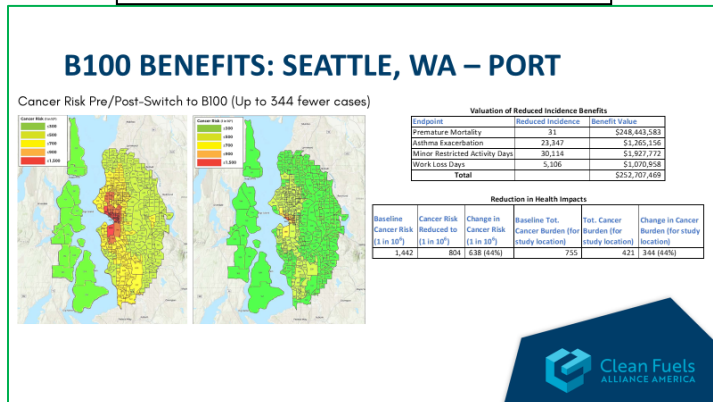 B100 BENEFITS: SEATTLE, WA – PORT
Cancer Risk Pre/Post-Switch to B100 (Up to 344 fewer cases)
Valuation of Reduced Incidence Benefits
Endpoint Reduced Incidence Benefit Value
Premature Mortality 31 $248,443,583
Asthma Exacerbation 23,347 $1,265,156
Minor Restricted Activity Days 30,114 $1,927,772
Work Loss Days 5,106 $1,070,958
Total $252,707,469
Reduction in Health Impacts
Baseline Cancer Risk Change in Baseline Tot. Tot. Cancer Change in Cancer
Cancer Risk Reduced to Cancer Risk Cancer Burden (for Burden (for Burden (for study
(1 in 10⁶) (1 in 10⁶) (1 in 10⁶) study location) study location) location)
1,442 804 638 (44%) 755 421 344 (44%)
Cancer Risk
Cancer Risk
Clean Fuels
ALLIANCE AMERICA